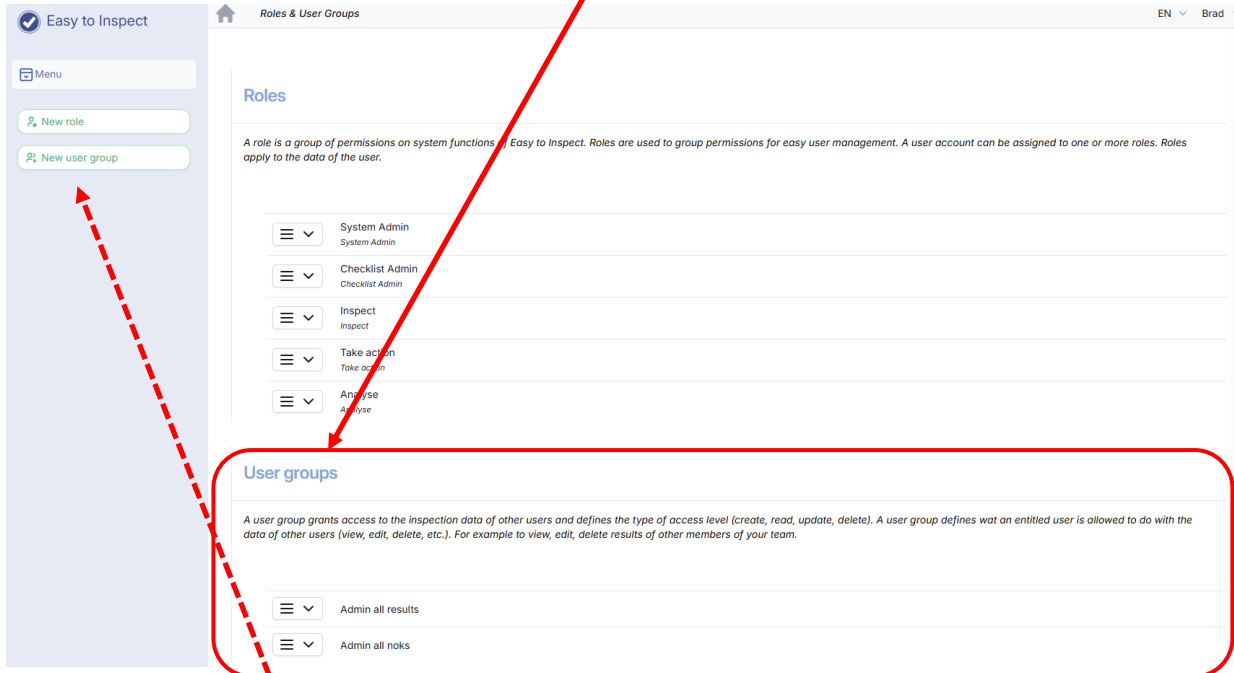 Easy to Inspect
Roles & User Groups
EN
Brad
Menu
New role
New user group
Roles
A role is a group of permissions on system functions of Easy to Inspect. Roles are used to group permissions for easy user management. A user account can be assigned to one or more roles. Roles
apply to the data of the user.
System Admin
System Admin
Checklist Admin
Checklist Admin
Inspect
Inspect
Take action
Take action
Analyse
Analyse
User groups
A user group grants access to the inspection data of other users and defines the type of access level (create, read, update, delete). A user group defines wat an entitled user is allowed to do with the
data of other users (view, edit, delete, etc.). For example to view, edit, delete results of other members of your team.
Admin all results
Admin all noks